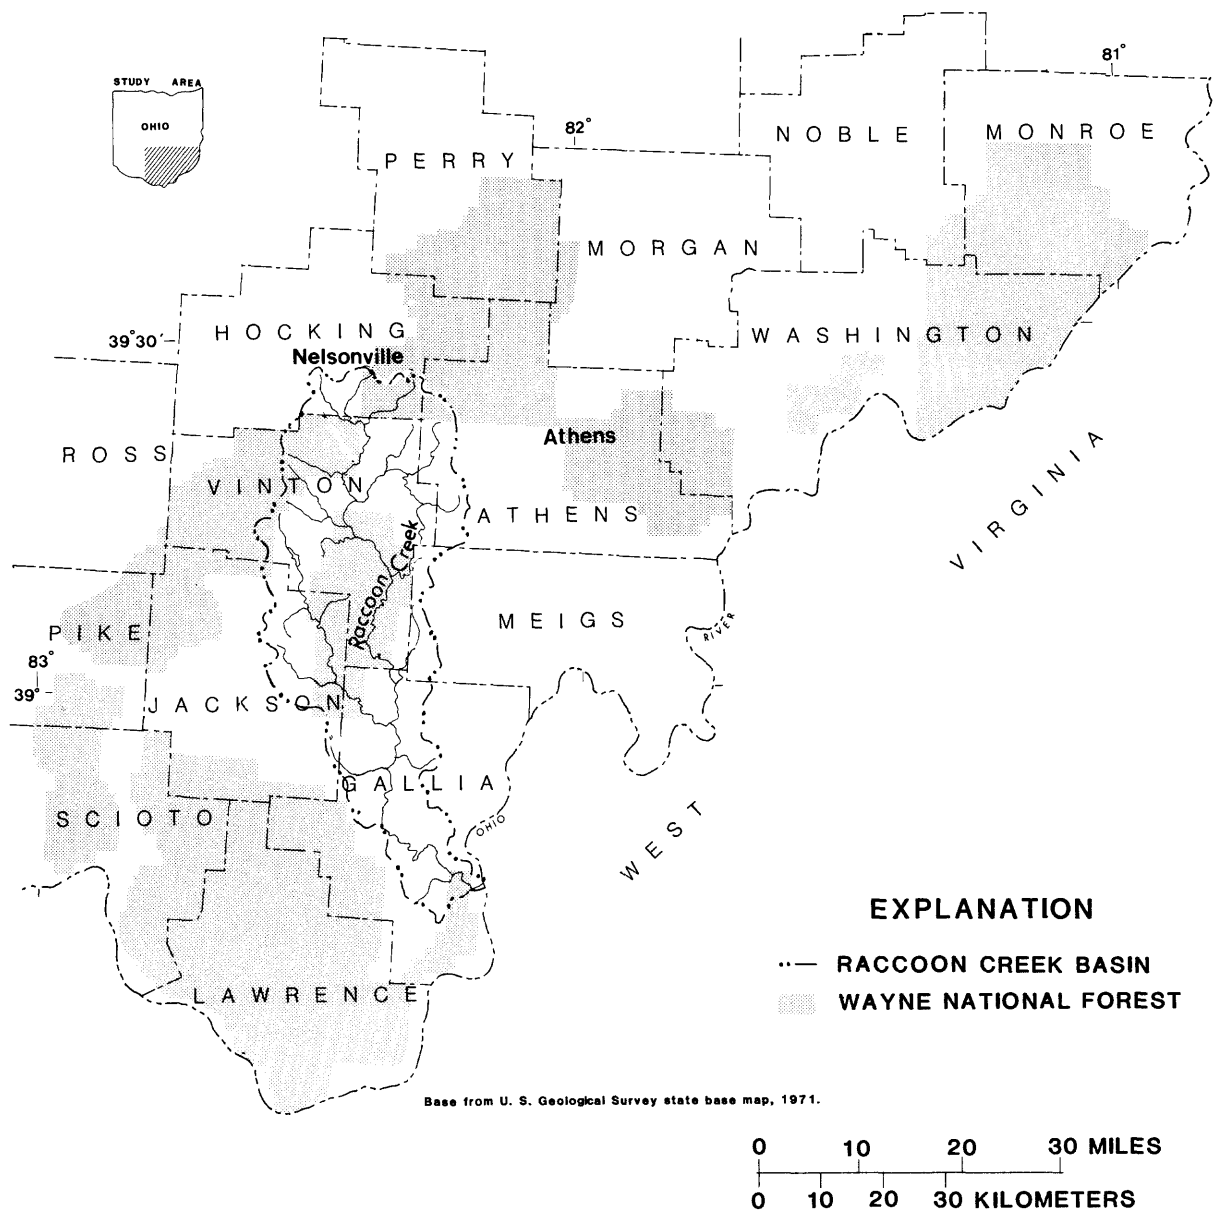 STUDY AREA
OHIO
81°
82°
NOBLE
MONROE
PERRY
MORGAN
HOCKING
39°30'
WASHINGTON
Nelsonville
Athens
ROSS
VINTON
ATHENS
VIRGINIA
Raccoon Creek
MEIGS
RIVER
PIKE
83°
39°
JACKSON
GALLIA
SCIOTO
OHIO
WEST
EXPLANATION
RACCOON CREEK BASIN
WAYNE NATIONAL FOREST
LAWRENCE
Base from U. S. Geological Survey state base map, 1971.
0 10 20 30 MILES
0 10 20 30 KILOMETERS